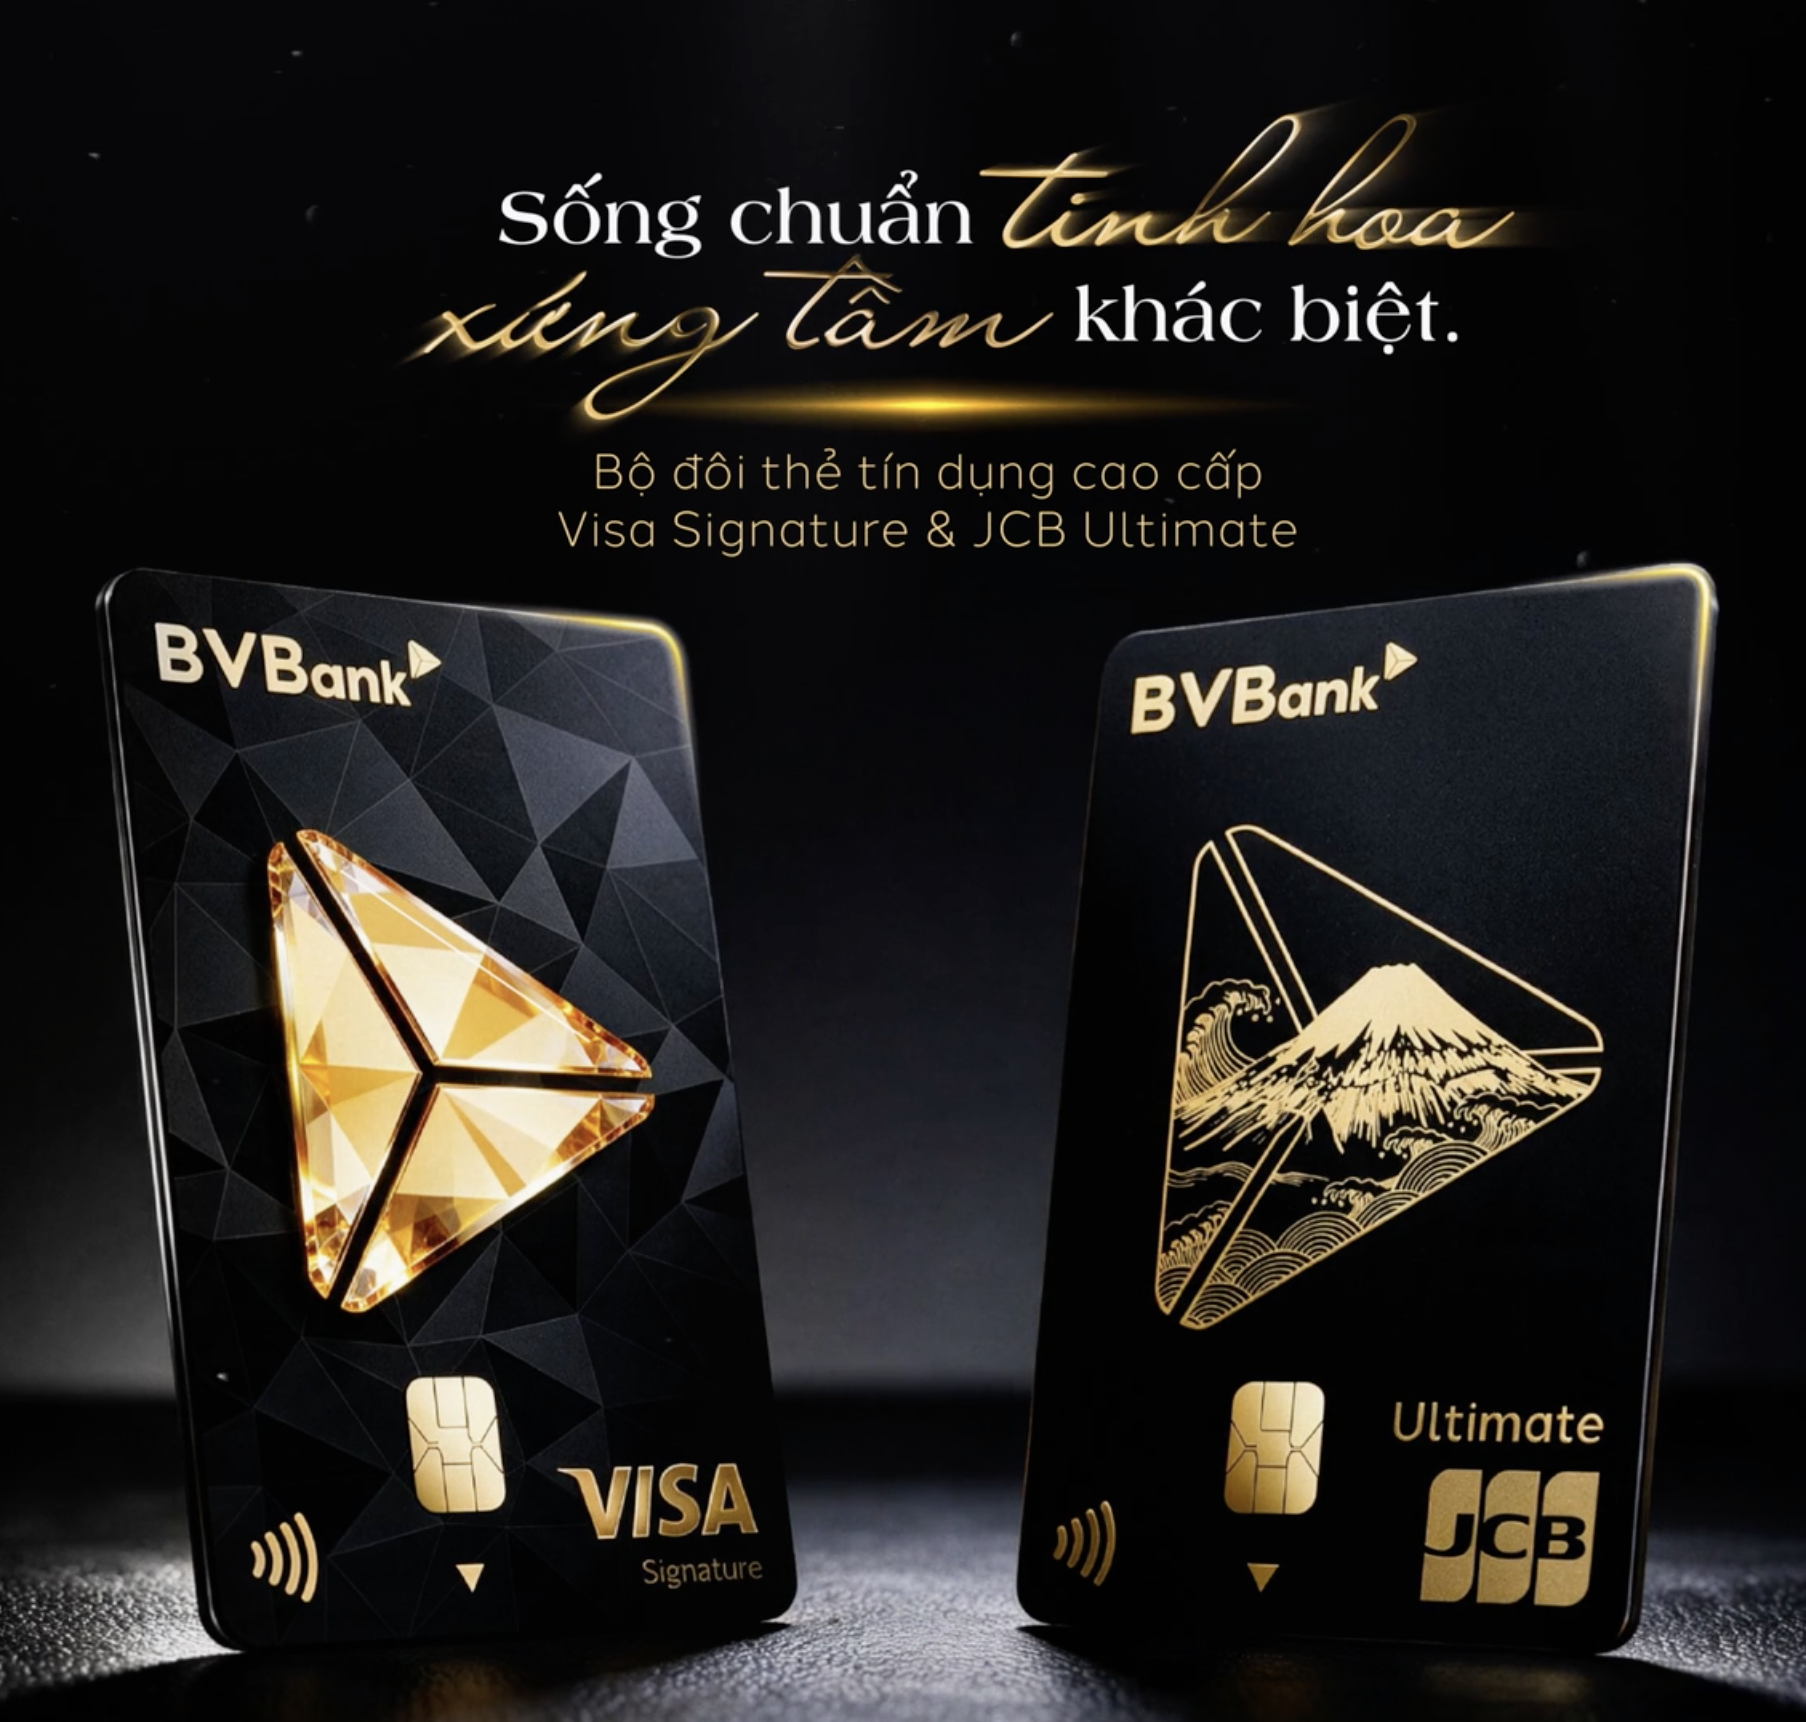 Sống chuẩn tinh hoa
xứng tầm khác biệt.
Bộ đôi thẻ tín dụng cao cấp
Visa Signature & JCB Ultimate
BVBank
VISA
Signature
BVBank
Ultimate
JCB